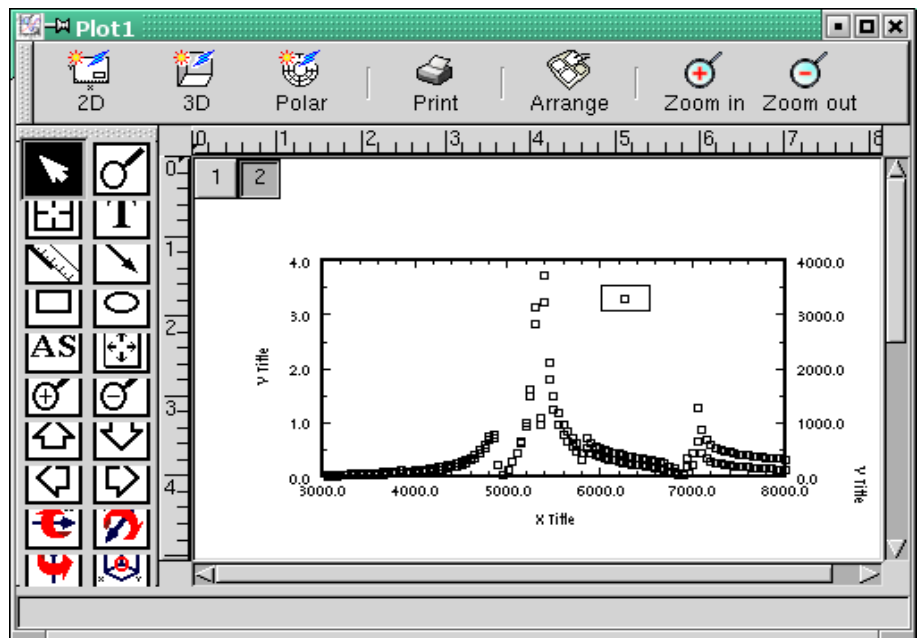 Plot1
2D 3D Polar Print Arrange Zoom in Zoom out
0 1 2 3 4 5 6 7 8
0
1
2
3
4
T
AS
1 2
4.0 4000.0
3.0 3000.0
2.0 2000.0
1.0 1000.0
0.0 0.0
3000.0 4000.0 5000.0 6000.0 7000.0 8000.0
Y Title
X Title
Y Title